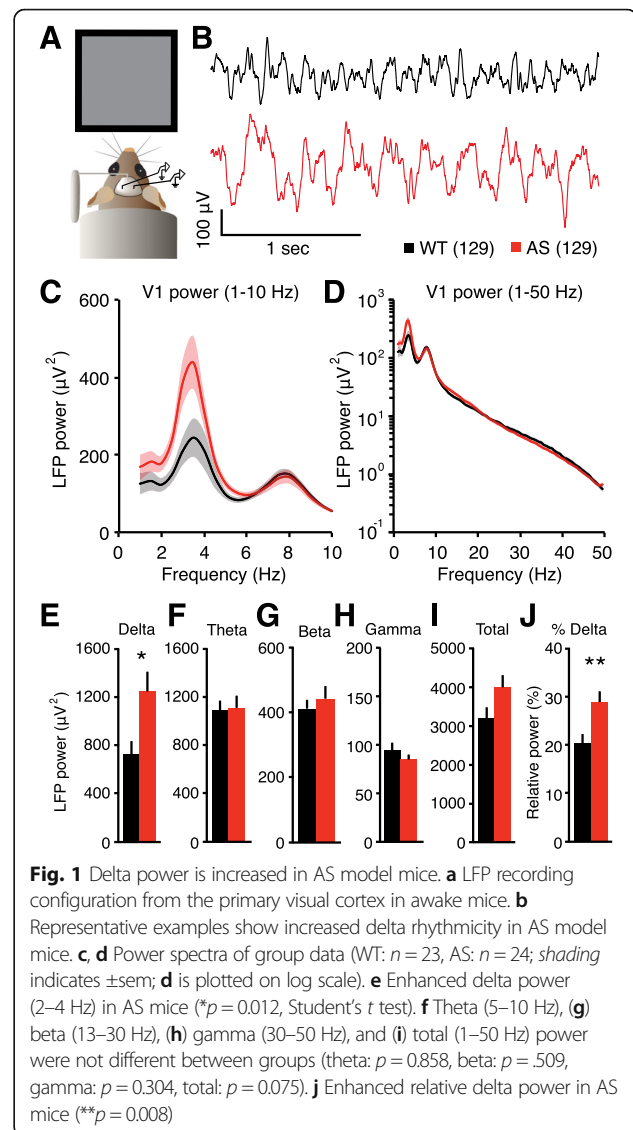 A
B
100 µV
1 sec
WT (129)
AS (129)
C
V1 power (1-10 Hz)
LFP power (µV²)
600
400
200
0
0 2 4 6 8 10
Frequency (Hz)
D
V1 power (1-50 Hz)
LFP power (µV²)
10³
10²
10¹
10⁰
10⁻¹
0 10 20 30 40 50
Frequency (Hz)
E
Delta
LFP power (µV²)
1600
1200
800
400
0
*
F
Theta
1600
1200
800
400
0
G
Beta
600
400
200
0
H
Gamma
200
150
100
50
0
I
Total
5000
4000
3000
2000
1000
0
J
% Delta
Relative power (%)
40
30
20
10
0
**
Fig. 1 Delta power is increased in AS model mice. a LFP recording
configuration from the primary visual cortex in awake mice. b
Representative examples show increased delta rhythmicity in AS model
mice. c, d Power spectra of group data (WT: n = 23, AS: n = 24; shading
indicates ±sem; d is plotted on log scale). e Enhanced delta power
(2–4 Hz) in AS mice (*p = 0.012, Student's t test). f Theta (5–10 Hz), (g)
beta (13–30 Hz), (h) gamma (30–50 Hz), and (i) total (1–50 Hz) power
were not different between groups (theta: p = 0.858, beta: p = .509,
gamma: p = 0.304, total: p = 0.075). j Enhanced relative delta power in AS
mice (**p = 0.008)